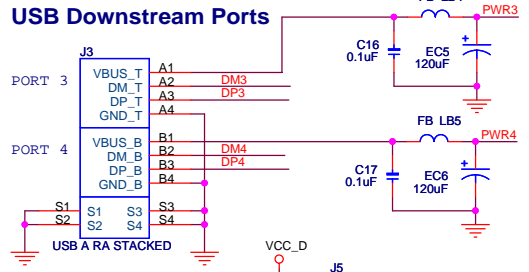 USB Downstream Ports
PWR3
J3
C16
0.1uF
EC5
120uF
PORT 3
VBUS_T A1
DM_T A2 DM3
DP_T A3 DP3
GND_T A4
FB LB5
PWR4
PORT 4
VBUS_B B1
DM_B B2 DM4
DP_B B3 DP4
GND_B B4
C17
0.1uF
EC6
120uF
S1 S1 S3 S3
S2 S2 S4 S4
USB A RA STACKED
VCC_D
J5